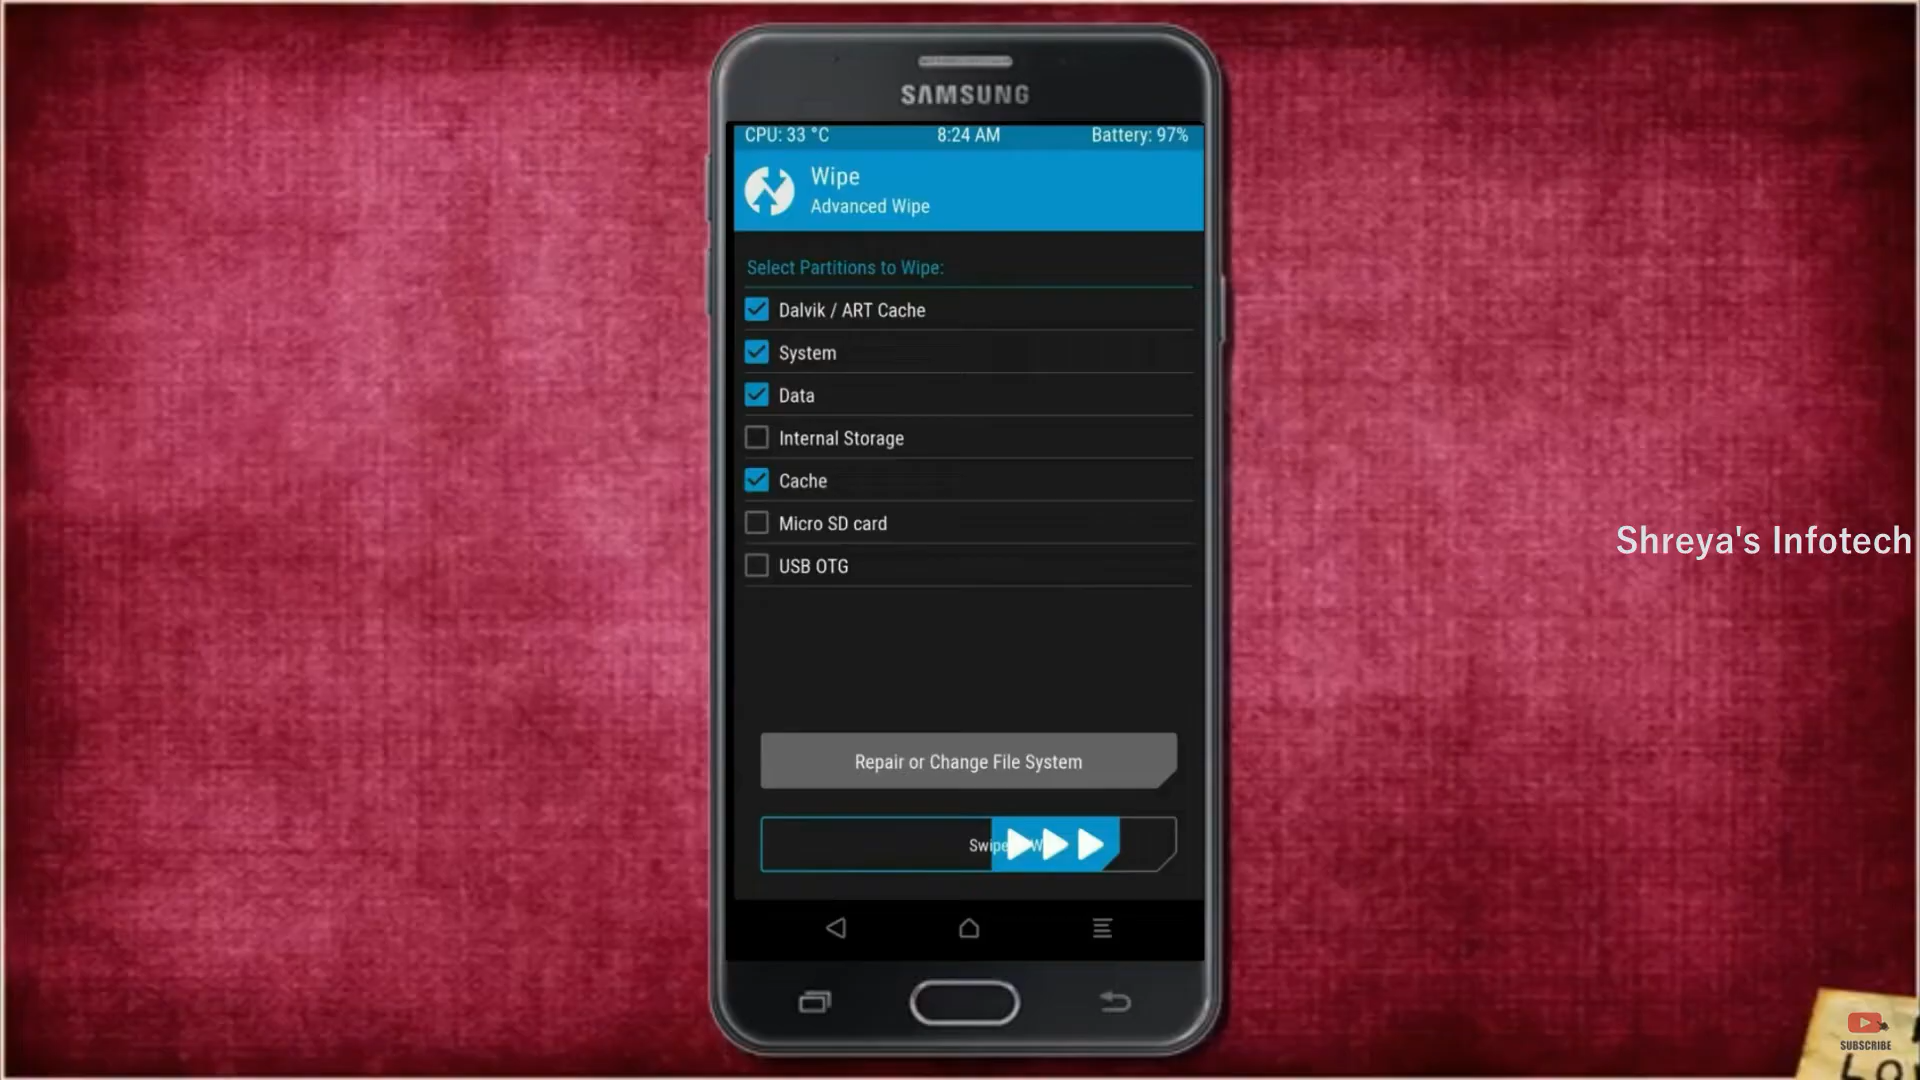 SAMSUNG
CPU: 33 °C 8:24 AM Battery: 97%
Wipe
Advanced Wipe
Select Partitions to Wipe:
Dalvik / ART Cache
System
Data
Internal Storage
Cache
Micro SD card
USB OTG
Repair or Change File System
Swipe W
Shreya's Infotech
SUBSCRIBE